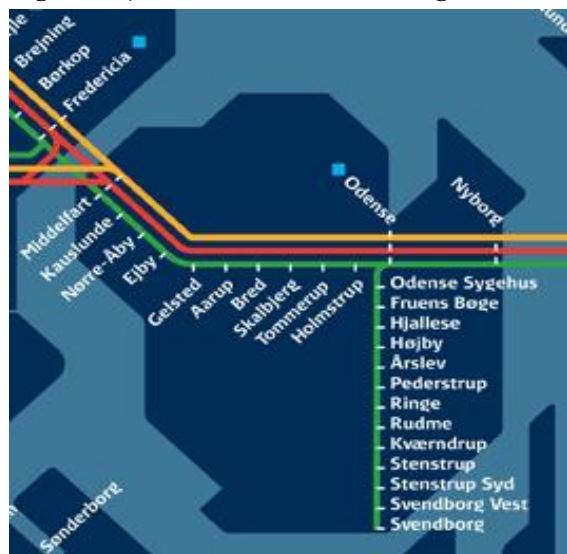 Brejning
Børkop
Fredericia
Middelfart
Kauslunde
Nørre-Åby
Ejby
Gelsted
Aarup
Bred
Skalbjerg
Tommerup
Holmstrup
Odense
Nyborg
Odense Sygehus
Fruens Bøge
Hjallese
Højby
Årslev
Pederstrup
Ringe
Rudme
Kværndrup
Stenstrup
Stenstrup Syd
Svendborg Vest
Svendborg
Sønderborg